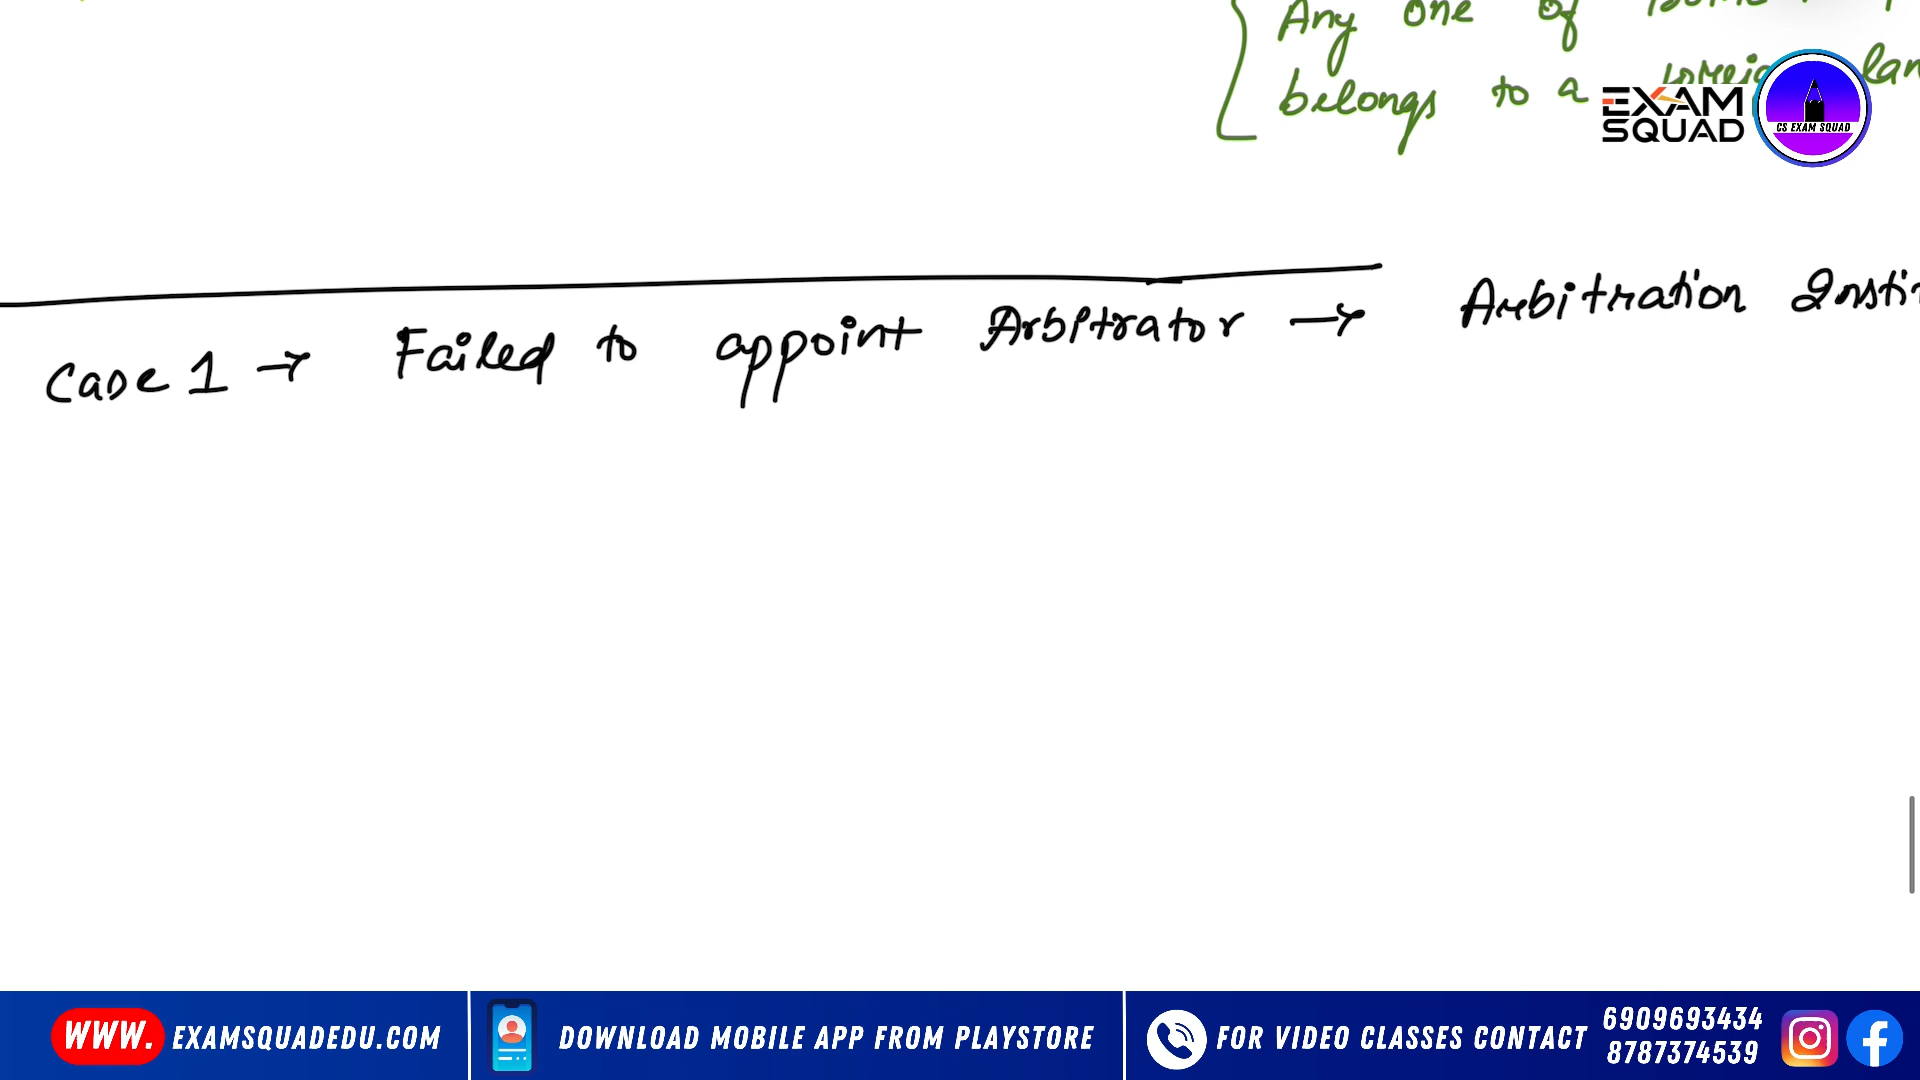 Any one of
belongs to a
EXAM
SQUAD
CS EXAM SQUAD
Case 1 → Failed to appoint Arbitrator → Arbitration
WWW. EXAMSQUADEDU.COM
DOWNLOAD MOBILE APP FROM PLAYSTORE
FOR VIDEO CLASSES CONTACT
6909693434
8787374539